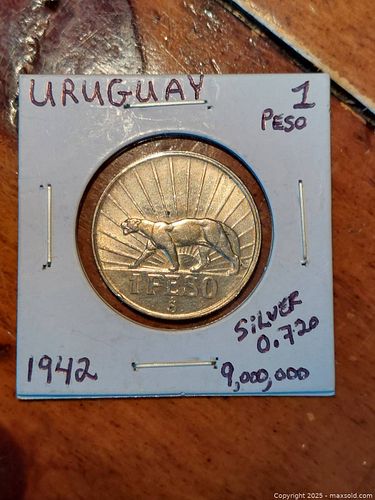 URUGUAY 1
PESO
1 PESO
SILVER
0.720
1942 9,000,000
Copyright © 2025 - maxsold.com